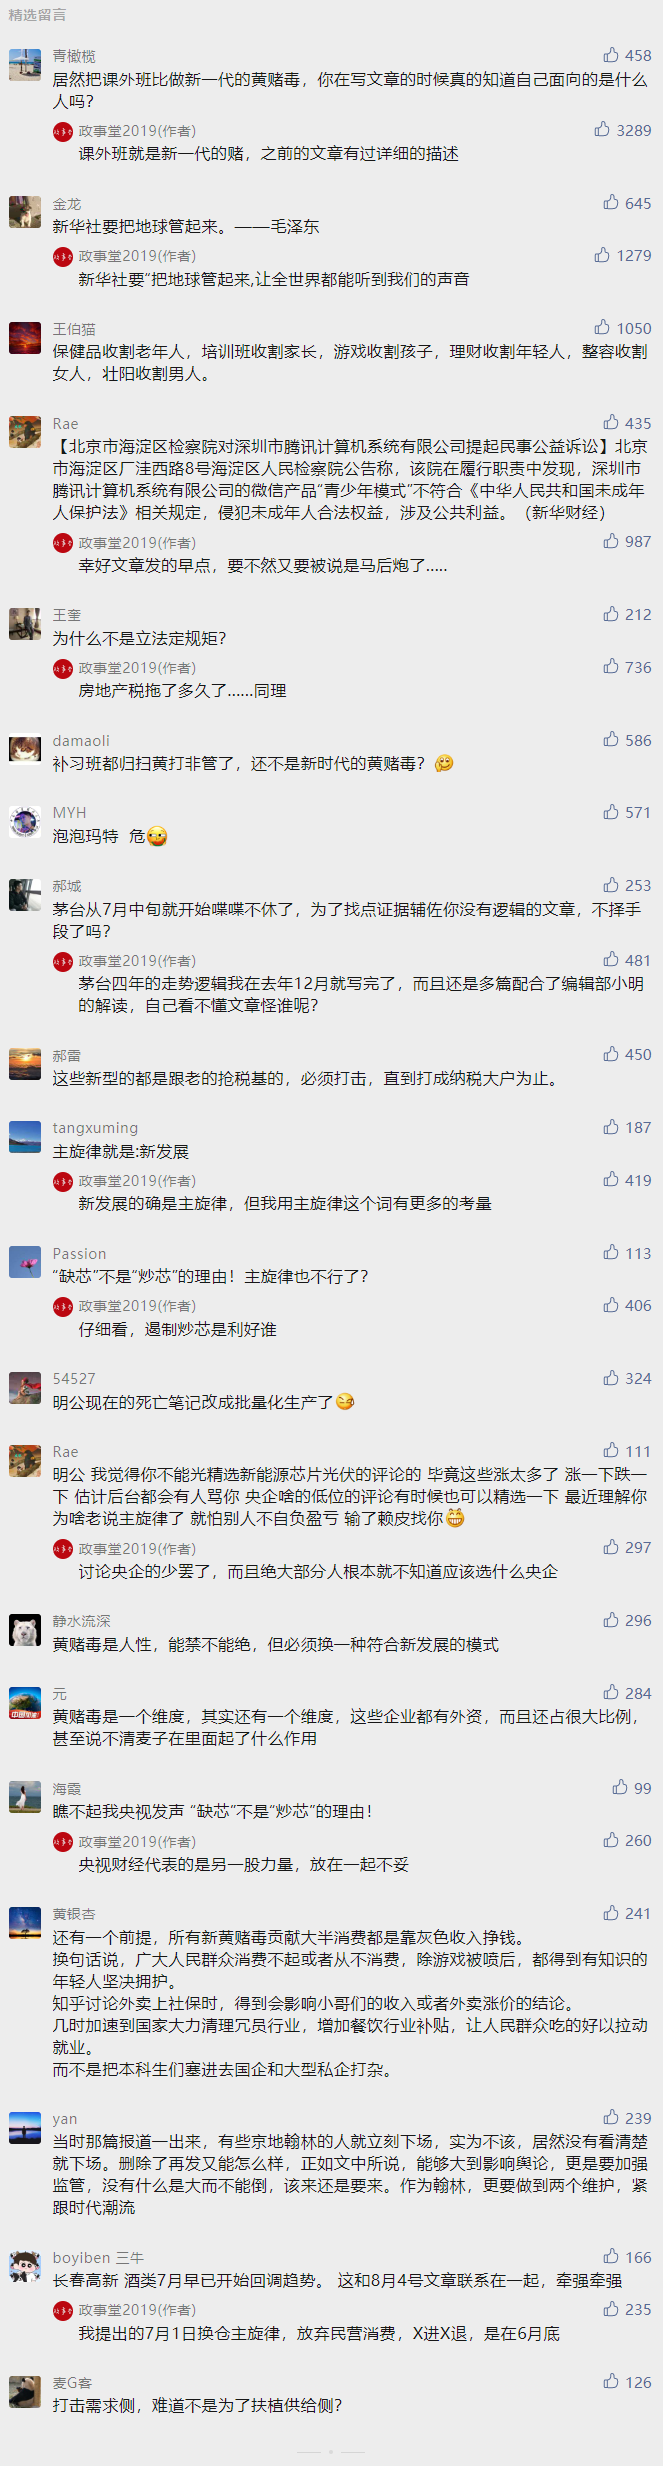 精选留言
青橄榄 458
居然把课外班比做新一代的黄赌毒，你在写文章的时候真的知道自己面向的是什么
人吗？
政事堂2019(作者) 3289
课外班就是新一代的赌，之前的文章有过详细的描述
金龙 645
新华社要把地球管起来。——毛泽东
政事堂2019(作者) 1279
新华社要"把地球管起来,让全世界都能听到我们的声音
王伯猫 1050
保健品收割老年人，培训班收割家长，游戏收割孩子，理财收割年轻人，整容收割
女人，壮阳收割男人。
Rae 435
【北京市海淀区检察院对深圳市腾讯计算机系统有限公司提起民事公益诉讼】北京
市海淀区厂洼西路8号海淀区人民检察院公告称，该院在履行职责中发现，深圳市
腾讯计算机系统有限公司的微信产品“青少年模式”不符合《中华人民共和国未成年
人保护法》相关规定，侵犯未成年人合法权益，涉及公共利益。（新华财经）
政事堂2019(作者) 987
幸好文章发的早点，要不然又要被说是马后炮了.....
王奎 212
为什么不是立法定规矩？
政事堂2019(作者) 736
房地产税拖了多久了......同理
damaoli 586
补习班都归扫黄打非管了，还不是新时代的黄赌毒？
MYH 571
泡泡玛特 危
郝城 253
茅台从7月中旬就开始喋喋不休了，为了找点证据辅佐你没有逻辑的文章，不择手
段了吗？
政事堂2019(作者) 481
茅台四年的走势逻辑我在去年12月就写完了，而且还是多篇配合了编辑部小明
的解读，自己看不懂文章怪谁呢？
郝雷 450
这些新型的都是跟老的抢税基的，必须打击，直到打成纳税大户为止。
tangxuming 187
主旋律就是:新发展
政事堂2019(作者) 419
新发展的确是主旋律，但我用主旋律这个词有更多的考量
Passion 113
“缺芯”不是“炒芯”的理由！主旋律也不行了？
政事堂2019(作者) 406
仔细看，遏制炒芯是利好谁
54527 324
明公现在的死亡笔记改成批量化生产了
Rae 111
明公 我觉得你不能光精选新能源芯片光伏的评论的 毕竟这些涨太多了 涨一下跌一
下 估计后台都会有人骂你 央企啥的低位的评论有时候也可以精选一下 最近理解你
为啥老说主旋律了 就怕别人不自负盈亏 输了赖皮找你
政事堂2019(作者) 297
讨论央企的少罢了，而且绝大部分人根本就不知道应该选什么央企
静水流深 296
黄赌毒是人性，能禁不能绝，但必须换一种符合新发展的模式
元 284
黄赌毒是一个维度，其实还有一个维度，这些企业都有外资，而且还占很大比例，
甚至说不清麦子在里面起了什么作用
海霞 99
瞧不起我央视发声 “缺芯”不是“炒芯”的理由！
政事堂2019(作者) 260
央视财经代表的是另一股力量，放在一起不妥
黄银杏 241
还有一个前提，所有新黄赌毒贡献大半消费都是靠灰色收入挣钱。
换句话说，广大人民群众消费不起或者从不消费，除游戏被喷后，都得到有知识的
年轻人坚决拥护。
知乎讨论外卖上社保时，得到会影响小哥们的收入或者外卖涨价的结论。
几时加速到国家大力清理冗员行业，增加餐饮行业补贴，让人民群众吃的好以拉动
就业。
而不是把本科生们塞进去国企和大型私企打杂。
yan 239
当时那篇报道一出来，有些京地翰林的人就立刻下场，实为不该，居然没有看清楚
就下场。删除了再发又能怎么样，正如文中所说，能够大到影响舆论，更是要加强
监管，没有什么是大而不能倒，该来还是要来。作为翰林，更要做到两个维护，紧
跟时代潮流
boyiben 三牛 166
长春高新 酒类7月早已开始回调趋势。 这和8月4号文章联系在一起，牵强牵强
政事堂2019(作者) 235
我提出的7月1日换仓主旋律，放弃民营消费，X进X退，是在6月底
麦G客 126
打击需求侧，难道不是为了扶植供给侧？